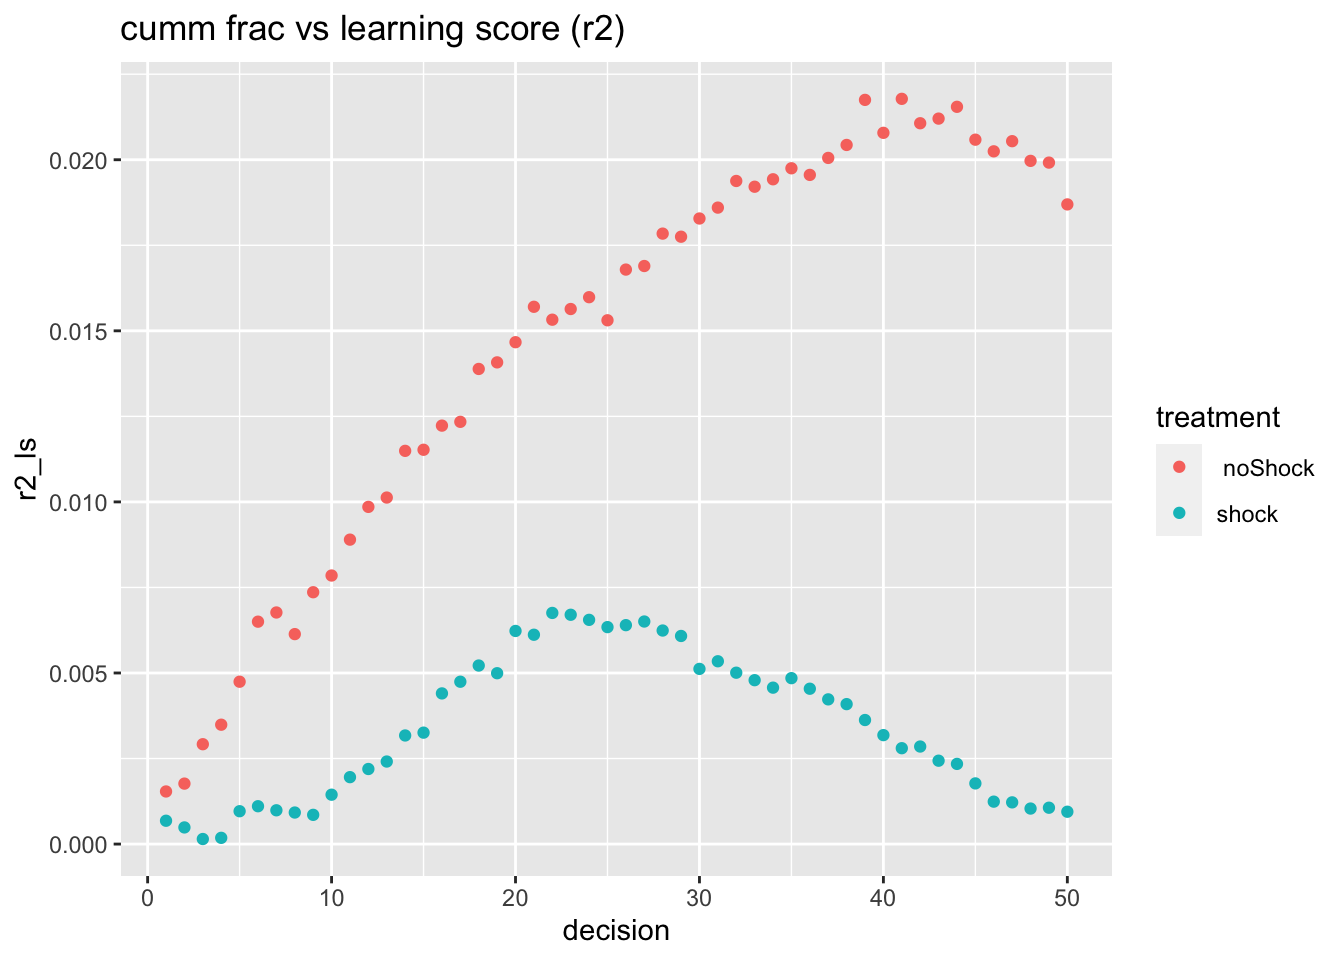 cumm frac vs learning score (r2)
0.020
0.015
0.010
0.005
0.000
r2_ls
0 10 20 30 40 50
decision
treatment
noShock
shock